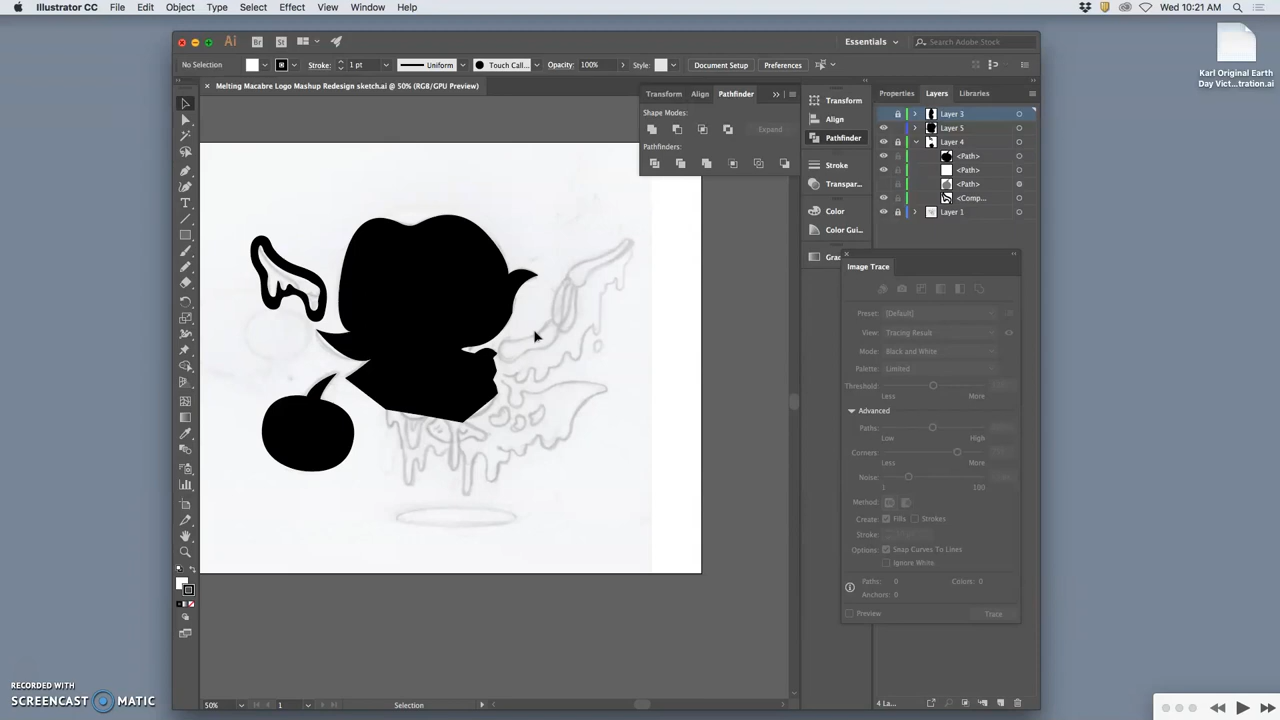 Illustrator CC File Edit Object Type Select Effect View Window Help
Wed 10:21 AM
Karl Original Earth
Day Vict...tration.ai
Ai Br St
Essentials
Search Adobe Stock
No Selection
Stroke: 1 pt
Uniform
Touch Call...
Opacity: 100%
Style:
Document Setup
Preferences
× Melting Macabre Logo Mashup Redesign sketch.ai @ 50% (RGB/GPU Preview)
Transform Align Pathfinder
Shape Modes:
Expand
Pathfinders:
Transform
Align
Pathfinder
Stroke
Transpar...
Color
Color Gui...
Grac
Properties Layers Libraries
Layer 3
Layer 5
Layer 4
<Path>
<Path>
<Path>
<Comp...
Layer 1
Image Trace
Preset: [Default]
View: Tracing Result
Mode: Black and White
Palette: Limited
Threshold:
Less More
Advanced
Paths:
Low High
Corners:
Less More
Noise:
1 100
Method:
Create: Fills Strokes
Stroke:
Options: Snap Curves To Lines
Ignore White
Paths: 0 Colors: 0
Anchors: 0
Preview Trace
50% 1 Selection
4 La...
RECORDED WITH
SCREENCAST MATIC